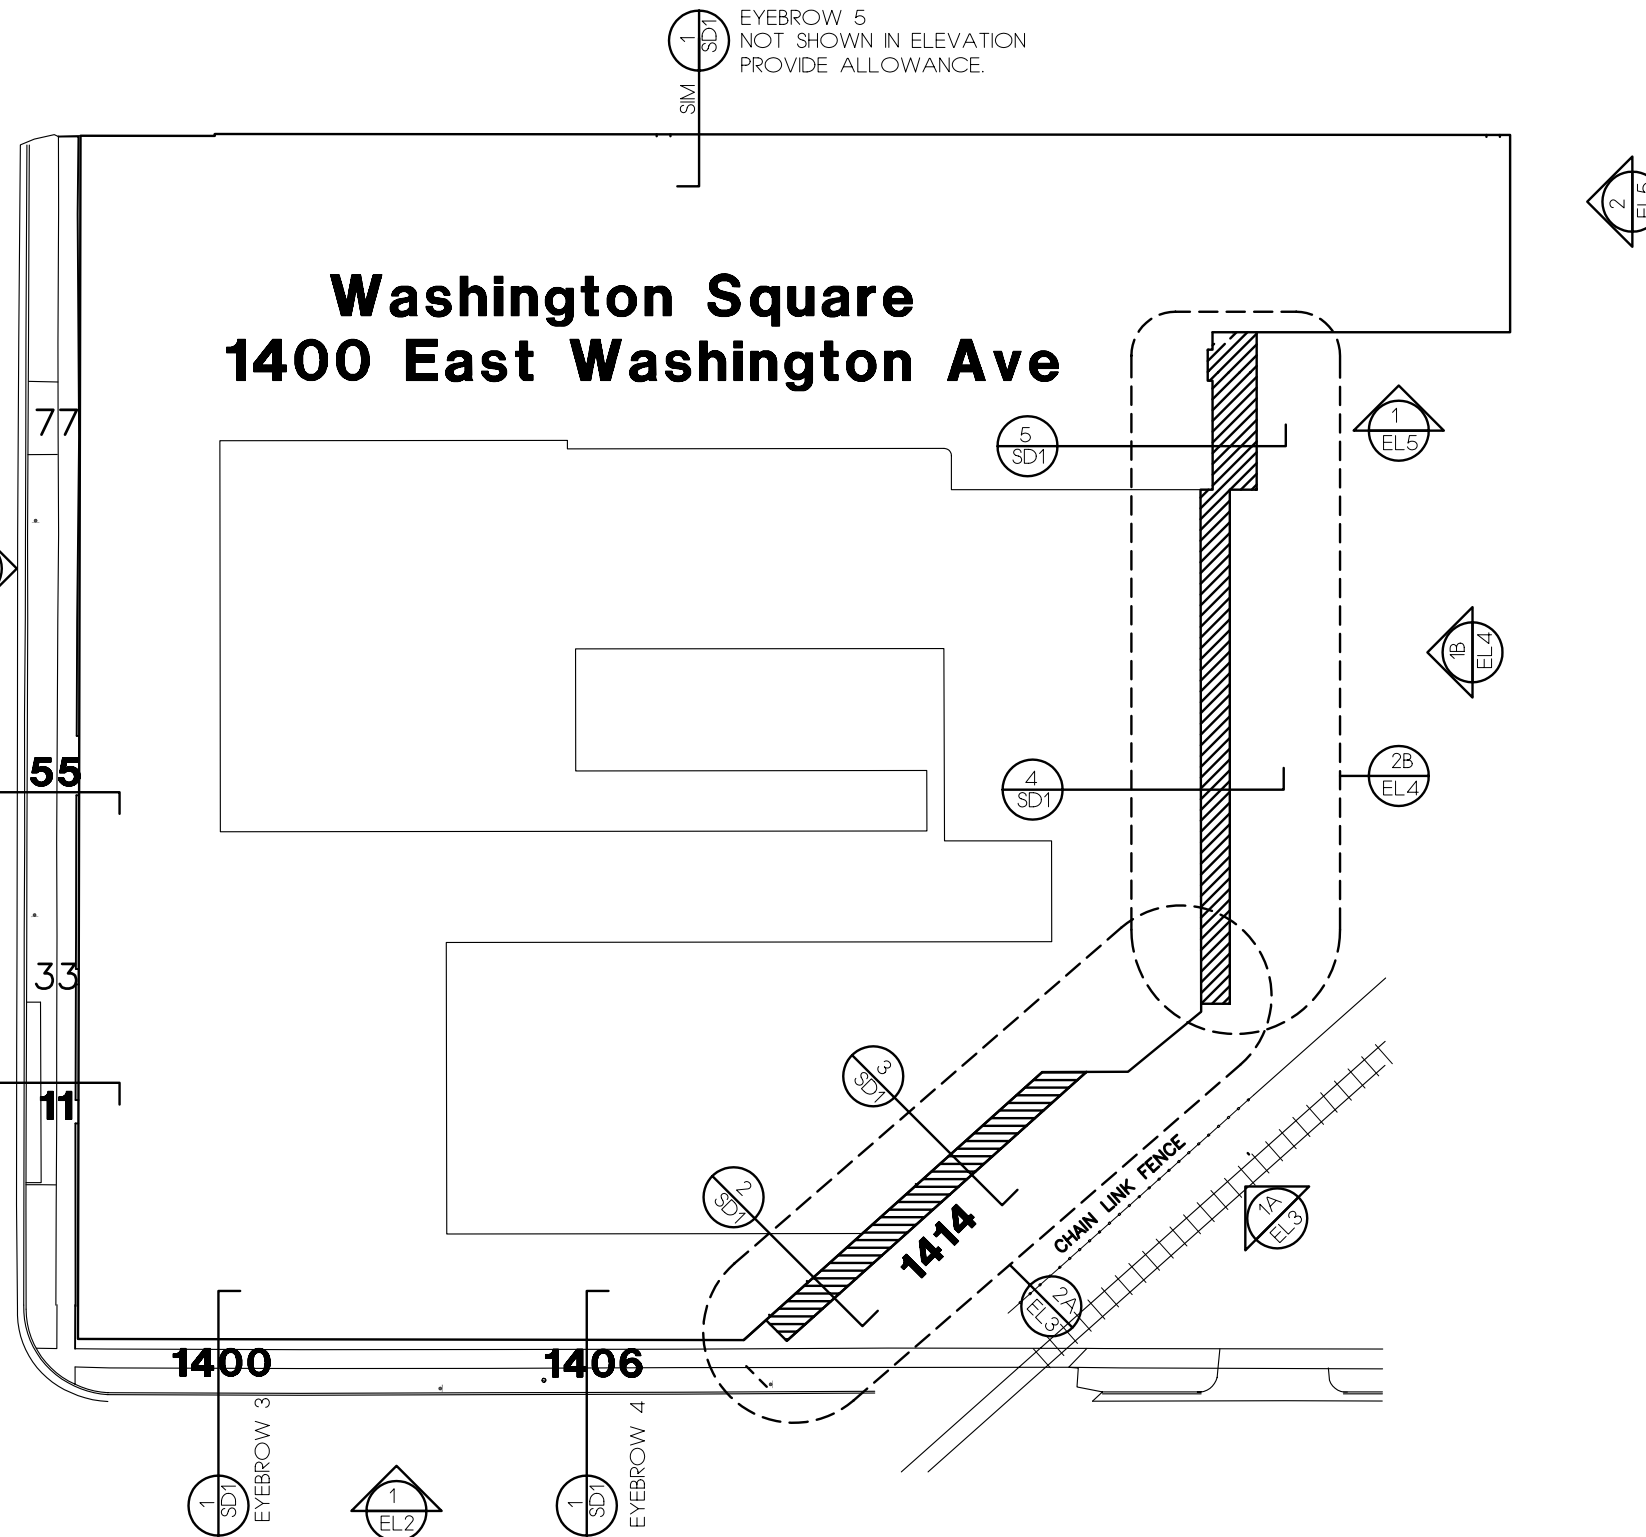 1
SD1
EYEBROW 5
NOT SHOWN IN ELEVATION
PROVIDE ALLOWANCE.
SIM
2
EL5
Washington Square
1400 East Washington Ave
77
5
SD1
1
EL5
1B
EL4
55
4
SD1
2B
EL4
33
11
3
SD1
2
SD1
1414
CHAIN LINK FENCE
1A
EL3
2A
EL3
1400
1406
EYEBROW 3
EYEBROW 4
1
SD1
1
EL2
1
SD1